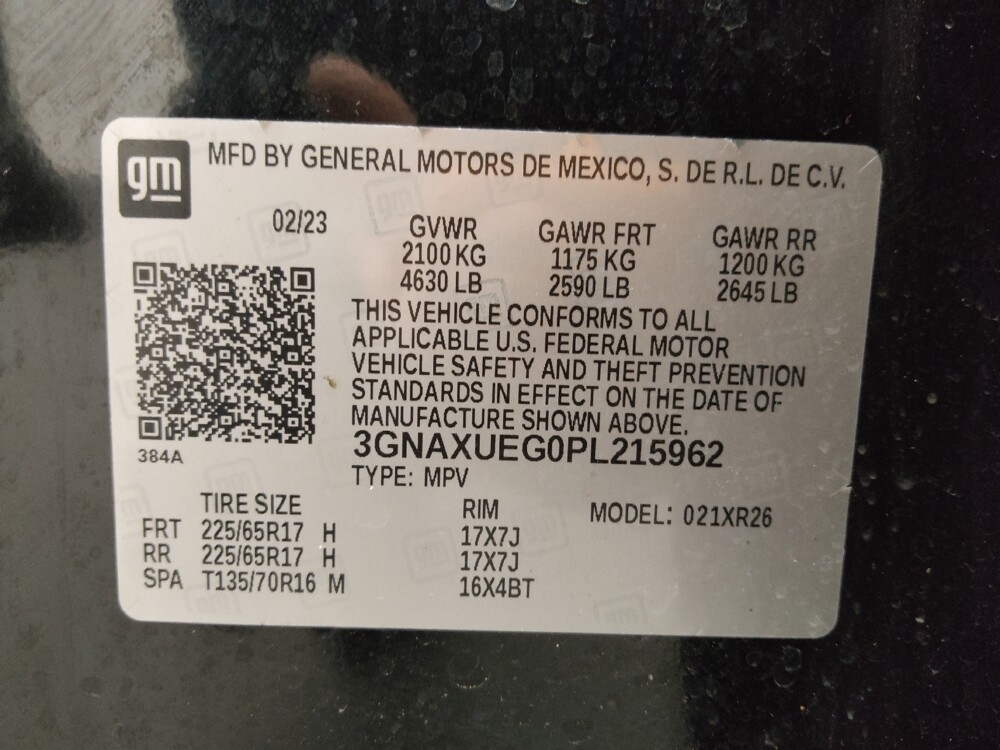 gm
MFD BY GENERAL MOTORS DE MEXICO, S. DE R.L. DE C.V.
02/23
GVWR GAWR FRT GAWR RR
2100 KG 1175 KG 1200 KG
4630 LB 2590 LB 2645 LB
THIS VEHICLE CONFORMS TO ALL
APPLICABLE U.S. FEDERAL MOTOR
VEHICLE SAFETY AND THEFT PREVENTION
STANDARDS IN EFFECT ON THE DATE OF
MANUFACTURE SHOWN ABOVE.
3GNAXUEG0PL215962
384A
TYPE: MPV
TIRE SIZE RIM MODEL: 021XR26
FRT 225/65R17 H 17X7J
RR 225/65R17 H 17X7J
SPA T135/70R16 M 16X4BT